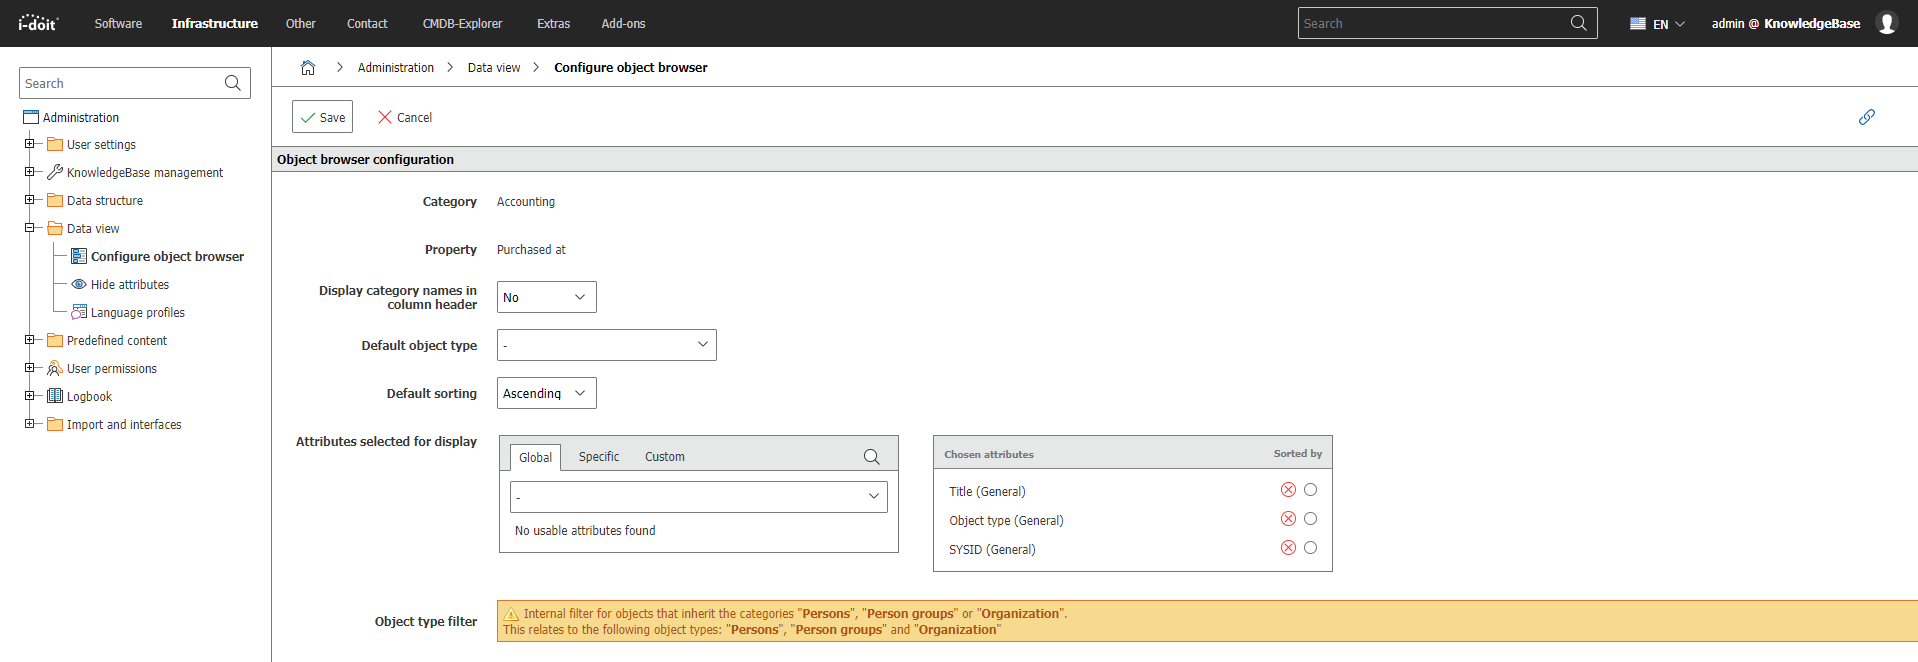 i-doit
Software
Infrastructure
Other
Contact
CMDB-Explorer
Extras
Add-ons
Search
EN
admin @ KnowledgeBase
Search
Administration
User settings
KnowledgeBase management
Data structure
Data view
Configure object browser
Hide attributes
Language profiles
Predefined content
User permissions
Logbook
Import and interfaces
Administration
Data view
Configure object browser
Save
Cancel
Object browser configuration
Category
Accounting
Property
Purchased at
Display category names in
column header
No
Default object type
-
Default sorting
Ascending
Attributes selected for display
Global
Specific
Custom
-
No usable attributes found
Chosen attributes
Sorted by
Title (General)
Object type (General)
SYSID (General)
Object type filter
Internal filter for objects that inherit the categories "Persons", "Person groups" or "Organization".
This relates to the following object types: "Persons", "Person groups" and "Organization"